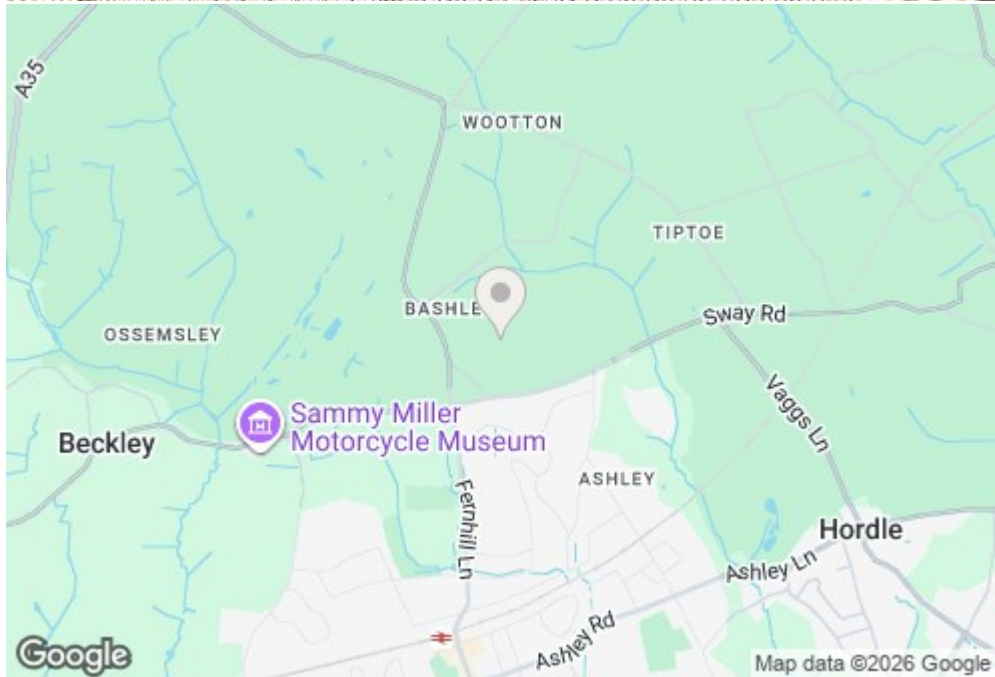 A35
WOOTTON
TIPTOE
BASHLE
Sway Rd
OSSEMSLEY
Vaggs Ln
Sammy Miller
Motorcycle Museum
Beckley
ASHLEY
Fernhill Ln
Hordle
Ashley Ln
Ashley Rd
Google
Map data ©2026 Google